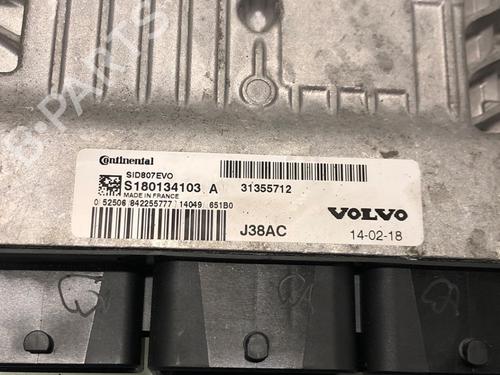 B-PARTS
Continental
SID807EVO
S180134103 A
MADE IN FRANCE
0 52506 842255777 14049 651B0
31355712
J38AC
VOLVO
14-02-18